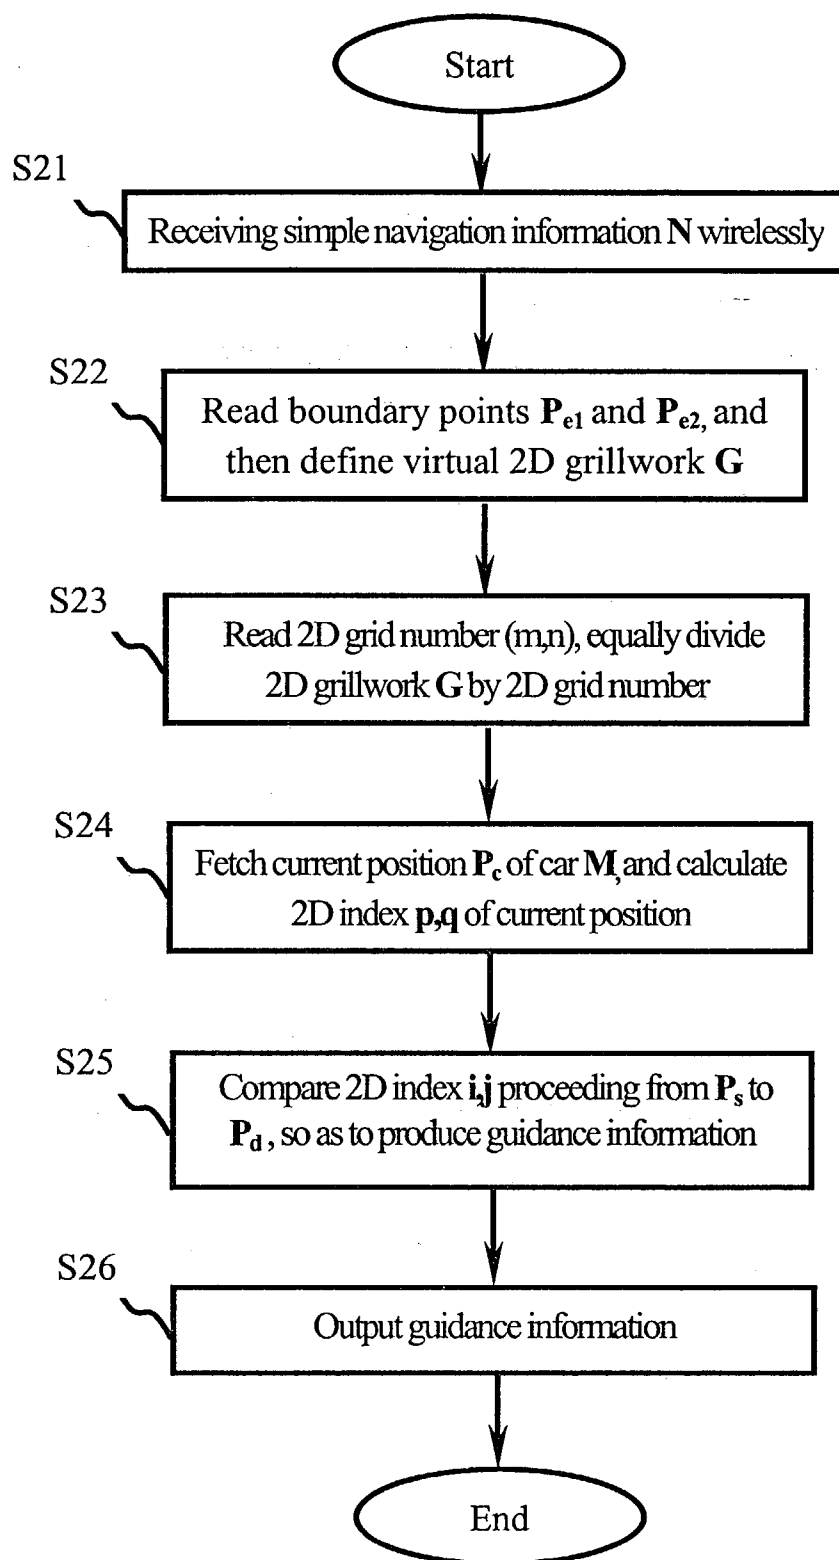 Start
S21
Receiving simple navigation information N wirelessly
S22
Read boundary points Pe1 and Pe2, and
then define virtual 2D grillwork G
S23
Read 2D grid number (m,n), equally divide
2D grillwork G by 2D grid number
S24
Fetch current position Pc of car M, and calculate
2D index p,q of current position
S25
Compare 2D index i,j proceeding from Ps to
Pd , so as to produce guidance information
S26
Output guidance information
End